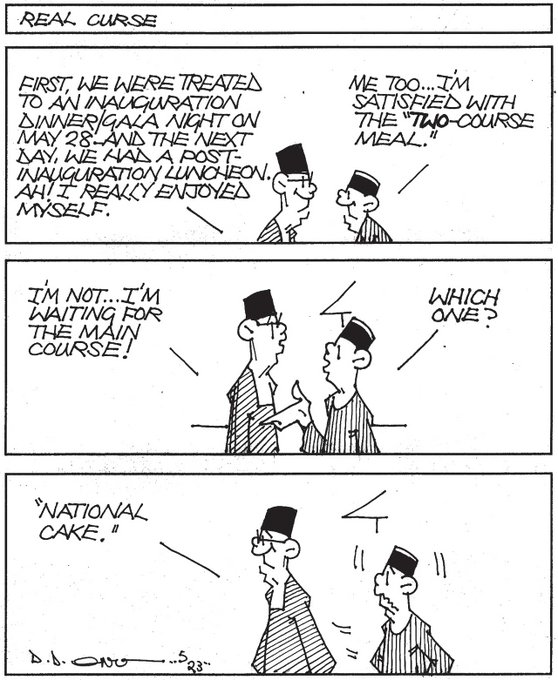 REAL CURSE
FIRST, WE WERE TREATED
TO AN INAUGURATION
DINNER/GALA NIGHT ON
MAY 28. AND THE NEXT
DAY, WE HAD A POST-
INAUGURATION LUNCHEON.
AH! I REALLY ENJOYED
MYSELF.
ME TOO...I'M
SATISFIED WITH
THE "TWO-COURSE
MEAL."
I'M NOT...I'M
WAITING FOR
THE MAIN
COURSE!
WHICH
ONE?
"NATIONAL
CAKE."
D.D. ONU
5
23